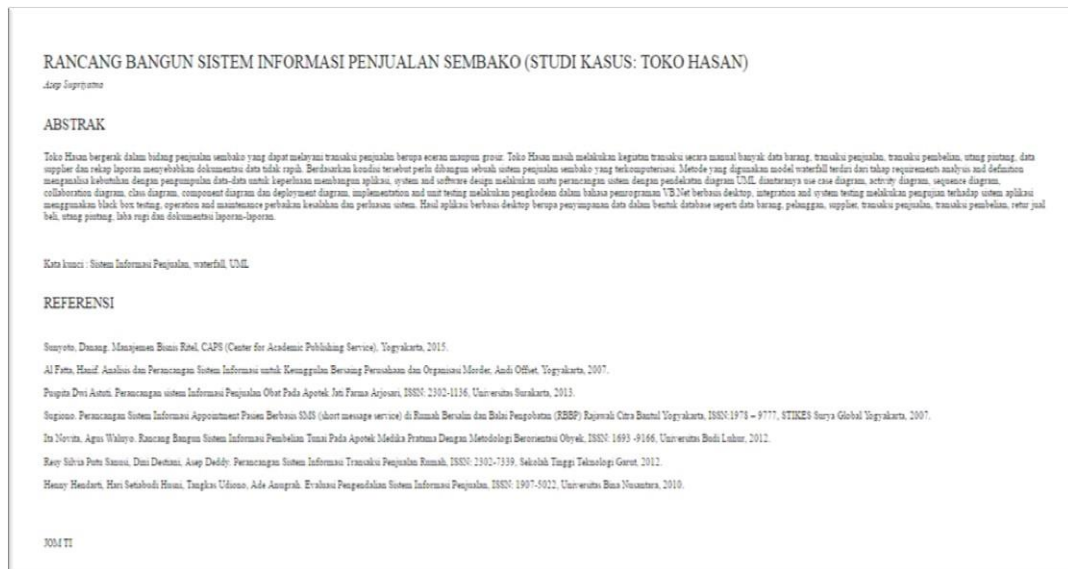 RANCANG BANGUN SISTEM INFORMASI PENJUALAN SEMBAKO (STUDI KASUS: TOKO HASAN)
Asep Supriyatna
ABSTRAK
Toko Hasan bergerak dalam bidang penjualan sembako yang dapat melayani transaksi penjualan berupa eceran maupun grosir. Toko Hasan masih melakukan kegiatan transaksi secara manual banyak data barang, transaksi penjualan, transaksi pembelian, utang piutang, data
supplier dan rekap laporan menyebabkan dokumentasi data tidak rapih. Berdasarkan kondisi tersebut perlu dibangun sebuah sistem penjualan sembako yang terkomputerisasi. Metode yang digunakan model waterfall terdiri dari tahap requirements analysis and definition
menganalisa kebutuhan dengan pengumpulan data-data untuk keperluan membangun aplikasi, system and software design melakukan suatu perancangan sistem dengan pendekatan diagram UML diantaranya use case diagram, activity diagram, sequence diagram,
collaboration diagram, class diagram, component diagram dan deployment diagram, implementation and unit testing melakukan pengkodean dalam bahasa pemrograman VB.Net berbasis desktop, integration and system testing melakukan pengujian terhadap sistem aplikasi
menggunakan black box testing, operation and maintenance perbaikan kesalahan dan perluasan sistem. Hasil aplikasi berbasis desktop berupa penyimpanan data dalam bentuk database seperti data barang, pelanggan, supplier, transaksi penjualan, transaksi pembelian, retur jual
beli, utang piutang, laba rugi dan dokumentasi laporan-laporan.
Kata kunci : Sistem Informasi Penjualan, waterfall, UML
REFERENSI
Sunyoto, Danang. Manajemen Bisnis Ritel, CAPS (Center for Academic Publishing Service), Yogyakarta, 2015.
Al Fatta, Hanif. Analisis dan Perancangan Sistem Informasi untuk Keunggulan Bersaing Perusahaan dan Organisasi Morder, Andi Offset, Yogyakarta, 2007.
Puspita Dwi Astuti. Perancangan sistem Informasi Penjualan Obat Pada Apotek Jati Farma Arjosari, ISSN: 2302-1136, Universitas Surakarta, 2013.
Sugiono. Perancangan Sistem Informasi Appointment Pasien Berbasis SMS (short message service) di Rumah Bersalin dan Balai Pengobatan (RBBP) Rajawali Citra Bantul Yogyakarta, ISSN:1978 – 9777, STIKES Surya Global Yogyakarta, 2007.
Ita Novita, Agus Waluyo. Rancang Bangun Sistem Informasi Pembelian Tunai Pada Apotek Medika Pratama Dengan Metodologi Berorientasi Obyek, ISSN: 1693 -9166, Universitas Budi Luhur, 2012.
Resy Silvia Putu Sanusi, Dini Destiani, Asep Deddy. Perancangan Sistem Informasi Transaksi Penjualan Rumah, ISSN: 2302-7339, Sekolah Tinggi Teknologi Garut, 2012.
Henny Hendarti, Hari Setiabudi Husni, Tangkas Udiono, Ade Anugrah. Evaluasi Pengendalian Sistem Informasi Penjualan, ISSN: 1907-5022, Universitas Bina Nusantara, 2010.
JOM TI